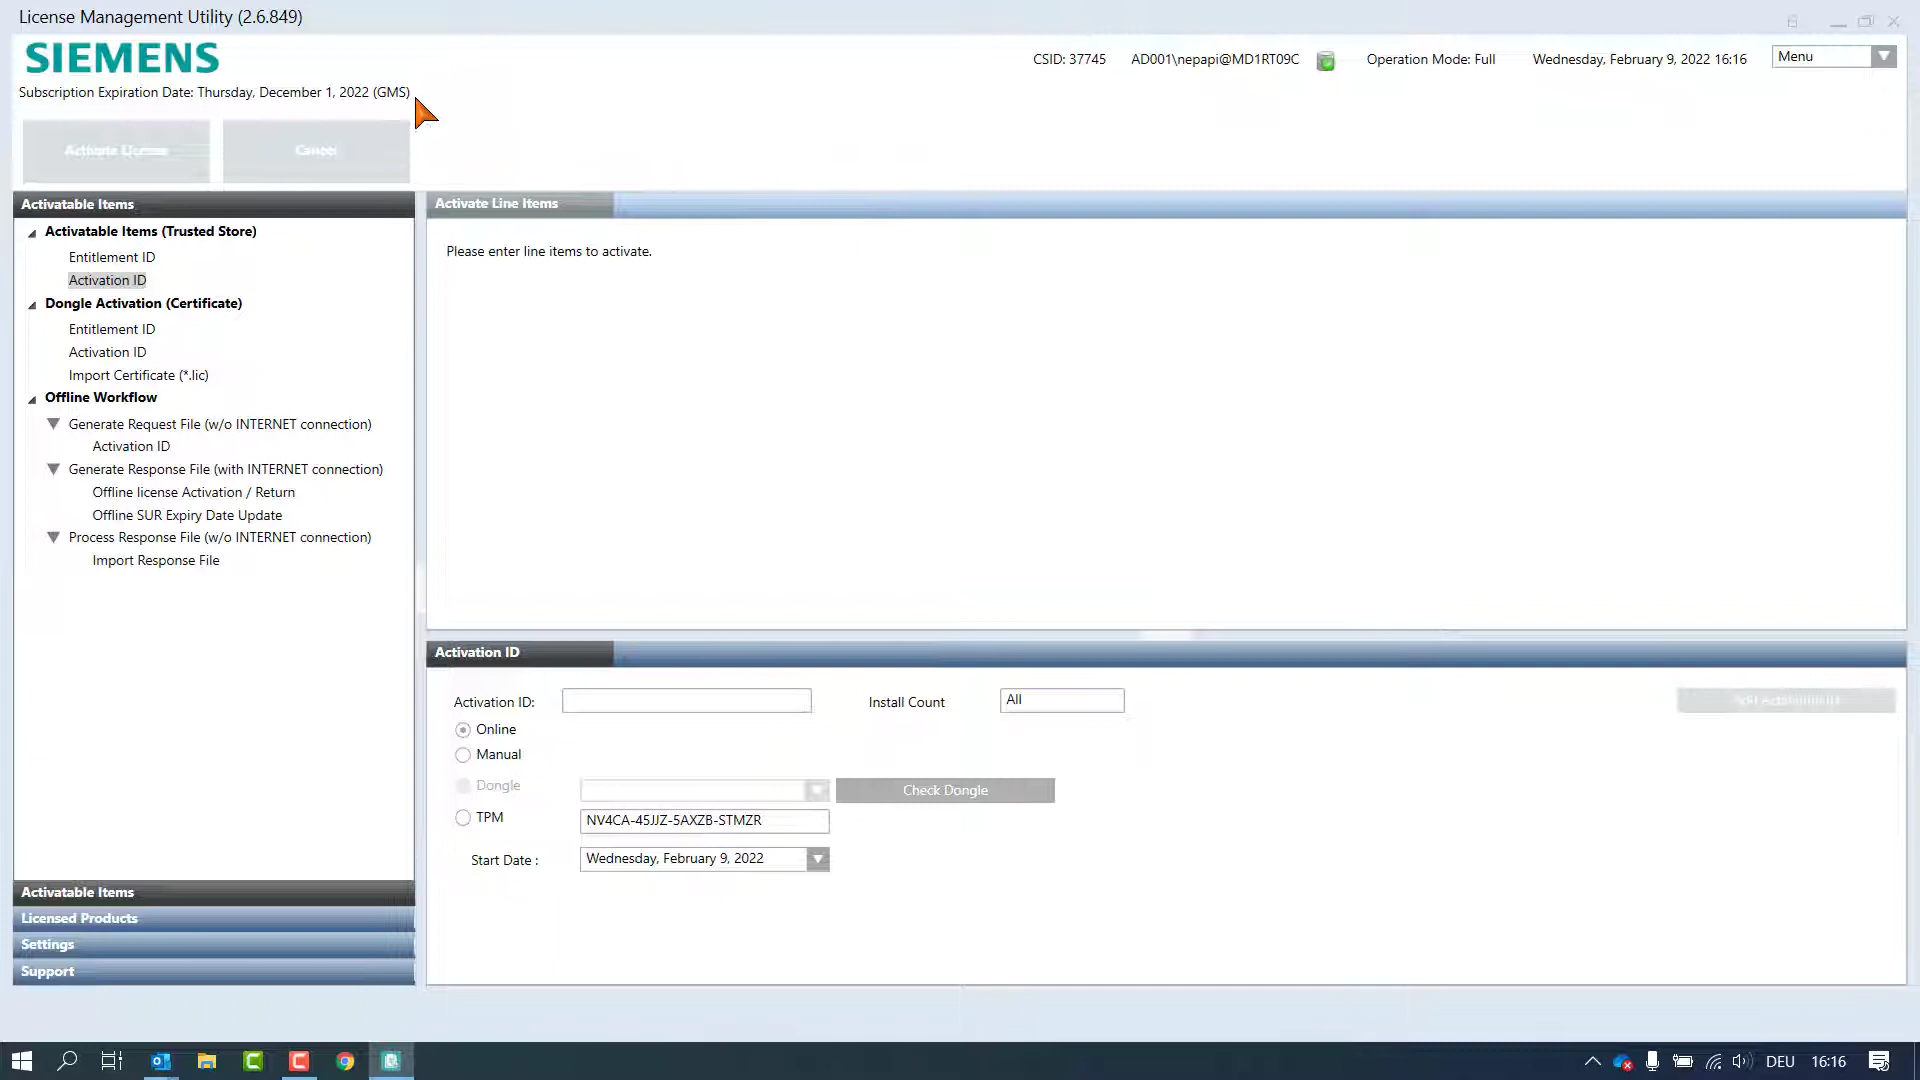 License Management Utility (2.6.849)
SIEMENS
CSID: 37745 AD001\nepapi@MD1RT09C Operation Mode: Full Wednesday, February 9, 2022 16:16 Menu
Subscription Expiration Date: Thursday, December 1, 2022 (GMS)
Activate License Cancel
Activatable Items
Activatable Items (Trusted Store)
Entitlement ID
Activation ID
Dongle Activation (Certificate)
Entitlement ID
Activation ID
Import Certificate (*.lic)
Offline Workflow
Generate Request File (w/o INTERNET connection)
Activation ID
Generate Response File (with INTERNET connection)
Offline license Activation / Return
Offline SUR Expiry Date Update
Process Response File (w/o INTERNET connection)
Import Response File
Activatable Items
Licensed Products
Settings
Support
Activate Line Items
Please enter line items to activate.
Activation ID
Activation ID: Install Count All
Online
Manual
Dongle Check Dongle
TPM NV4CA-45JJZ-5AXZB-STMZR
Start Date : Wednesday, February 9, 2022
DEU 16:16